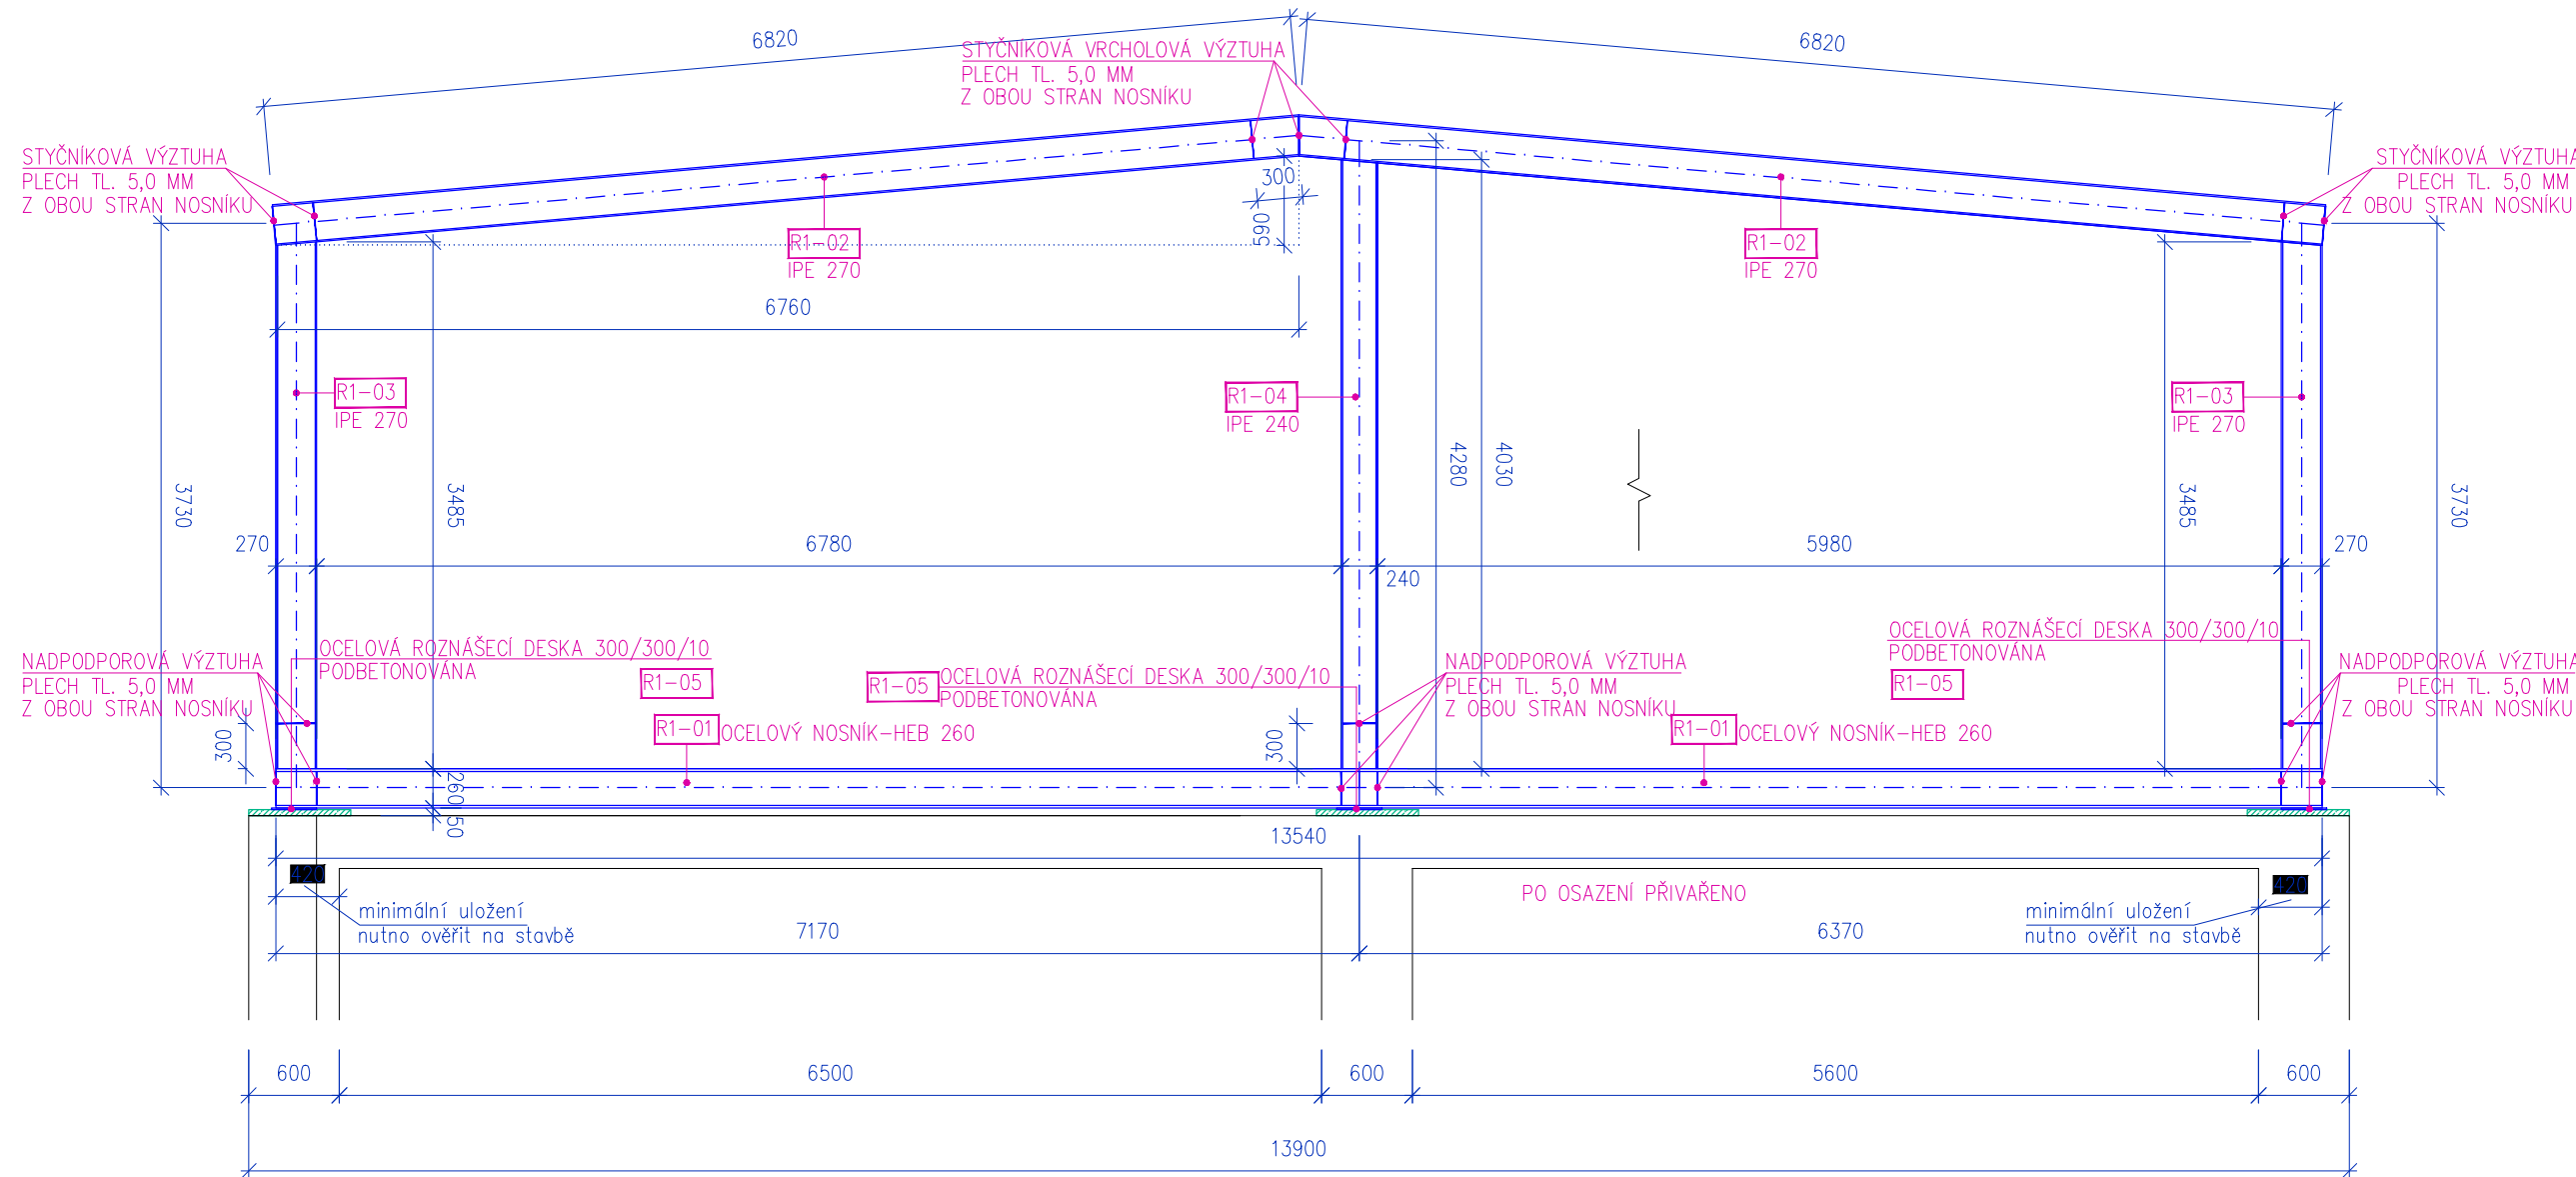 6820
6820
STYČNÍKOVÁ VRCHOLOVÁ VÝZTUHA
PLECH TL. 5,0 MM
Z OBOU STRAN NOSNÍKU
STYČNÍKOVÁ VÝZTUHA
PLECH TL. 5,0 MM
Z OBOU STRAN NOSNÍKU
STYČNÍKOVÁ VÝZTUHA
PLECH TL. 5,0 MM
Z OBOU STRAN NOSNÍKU
300
590
R1-02
IPE 270
R1-02
IPE 270
6760
R1-03
IPE 270
R1-04
IPE 240
R1-03
IPE 270
3730
3485
4280
4030
3485
3730
270
6780
240
5980
270
OCELOVÁ ROZNÁŠECÍ DESKA 300/300/10
PODBETONOVÁNA
R1-05
R1-05
OCELOVÁ ROZNÁŠECÍ DESKA 300/300/10
PODBETONOVÁNA
OCELOVÁ ROZNÁŠECÍ DESKA 300/300/10
PODBETONOVÁNA
R1-05
NADPODPOROVÁ VÝZTUHA
PLECH TL. 5,0 MM
Z OBOU STRAN NOSNÍKU
NADPODPOROVÁ VÝZTUHA
PLECH TL. 5,0 MM
Z OBOU STRAN NOSNÍKU
NADPODPOROVÁ VÝZTUHA
PLECH TL. 5,0 MM
Z OBOU STRAN NOSNÍKU
R1-01 OCELOVÝ NOSNÍK-HEB 260
R1-01 OCELOVÝ NOSNÍK-HEB 260
300
300
260
50
13540
420
420
minimální uložení
nutno ověřit na stavbě
PO OSAZENÍ PŘIVAŘENO
minimální uložení
nutno ověřit na stavbě
7170
6370
600
6500
600
5600
600
13900